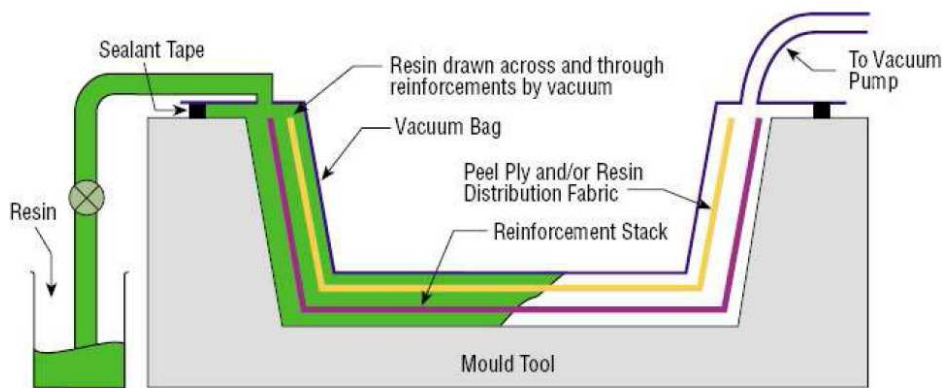 Sealant Tape
Resin drawn across and through
reinforcements by vacuum
To Vacuum
Pump
Vacuum Bag
Peel Ply and/or Resin
Distribution Fabric
Resin
Reinforcement Stack
Mould Tool